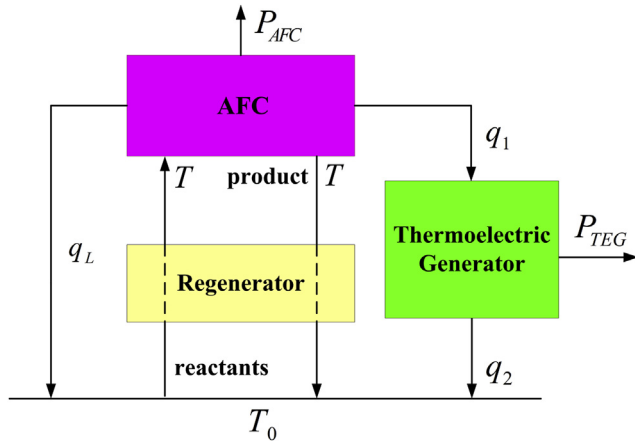 P_AFC
AFC
q_1
T
product
T
q_L
Thermoelectric
Generator
P_TEG
Regenerator
reactants
q_2
T_0